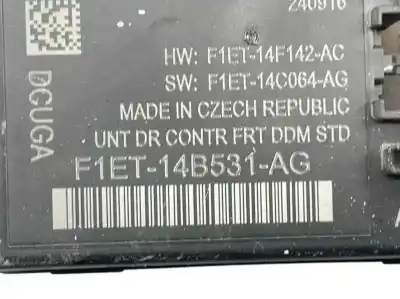 240916
HW: F1ET-14F142-AC
SW: F1ET-14C064-AG
MADE IN CZECH REPUBLIC
UNT DR CONTR FRT DDM STD
F1ET-14B531-AG
DCUGA